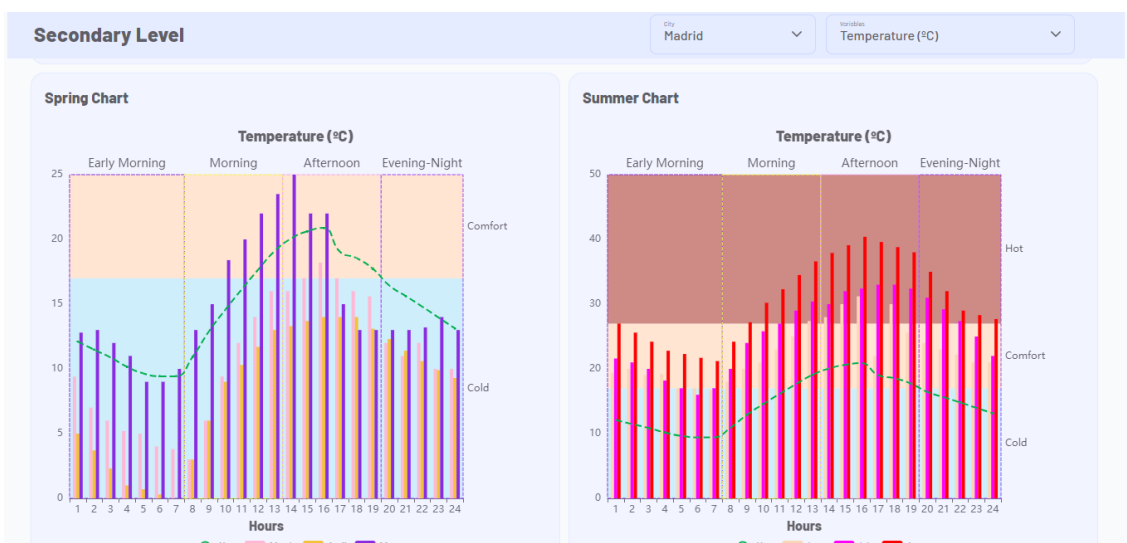 Secondary Level
City
Madrid
Variables
Temperature (ºC)
Spring Chart
Temperature (ºC)
Early Morning Morning Afternoon Evening-Night
25
20
15
10
5
0
Comfort
Cold
1 2 3 4 5 6 7 8 9 10 11 12 13 14 15 16 17 18 19 20 21 22 23 24
Hours
Summer Chart
Temperature (ºC)
Early Morning Morning Afternoon Evening-Night
50
40
30
20
10
0
Hot
Comfort
Cold
1 2 3 4 5 6 7 8 9 10 11 12 13 14 15 16 17 18 19 20 21 22 23 24
Hours